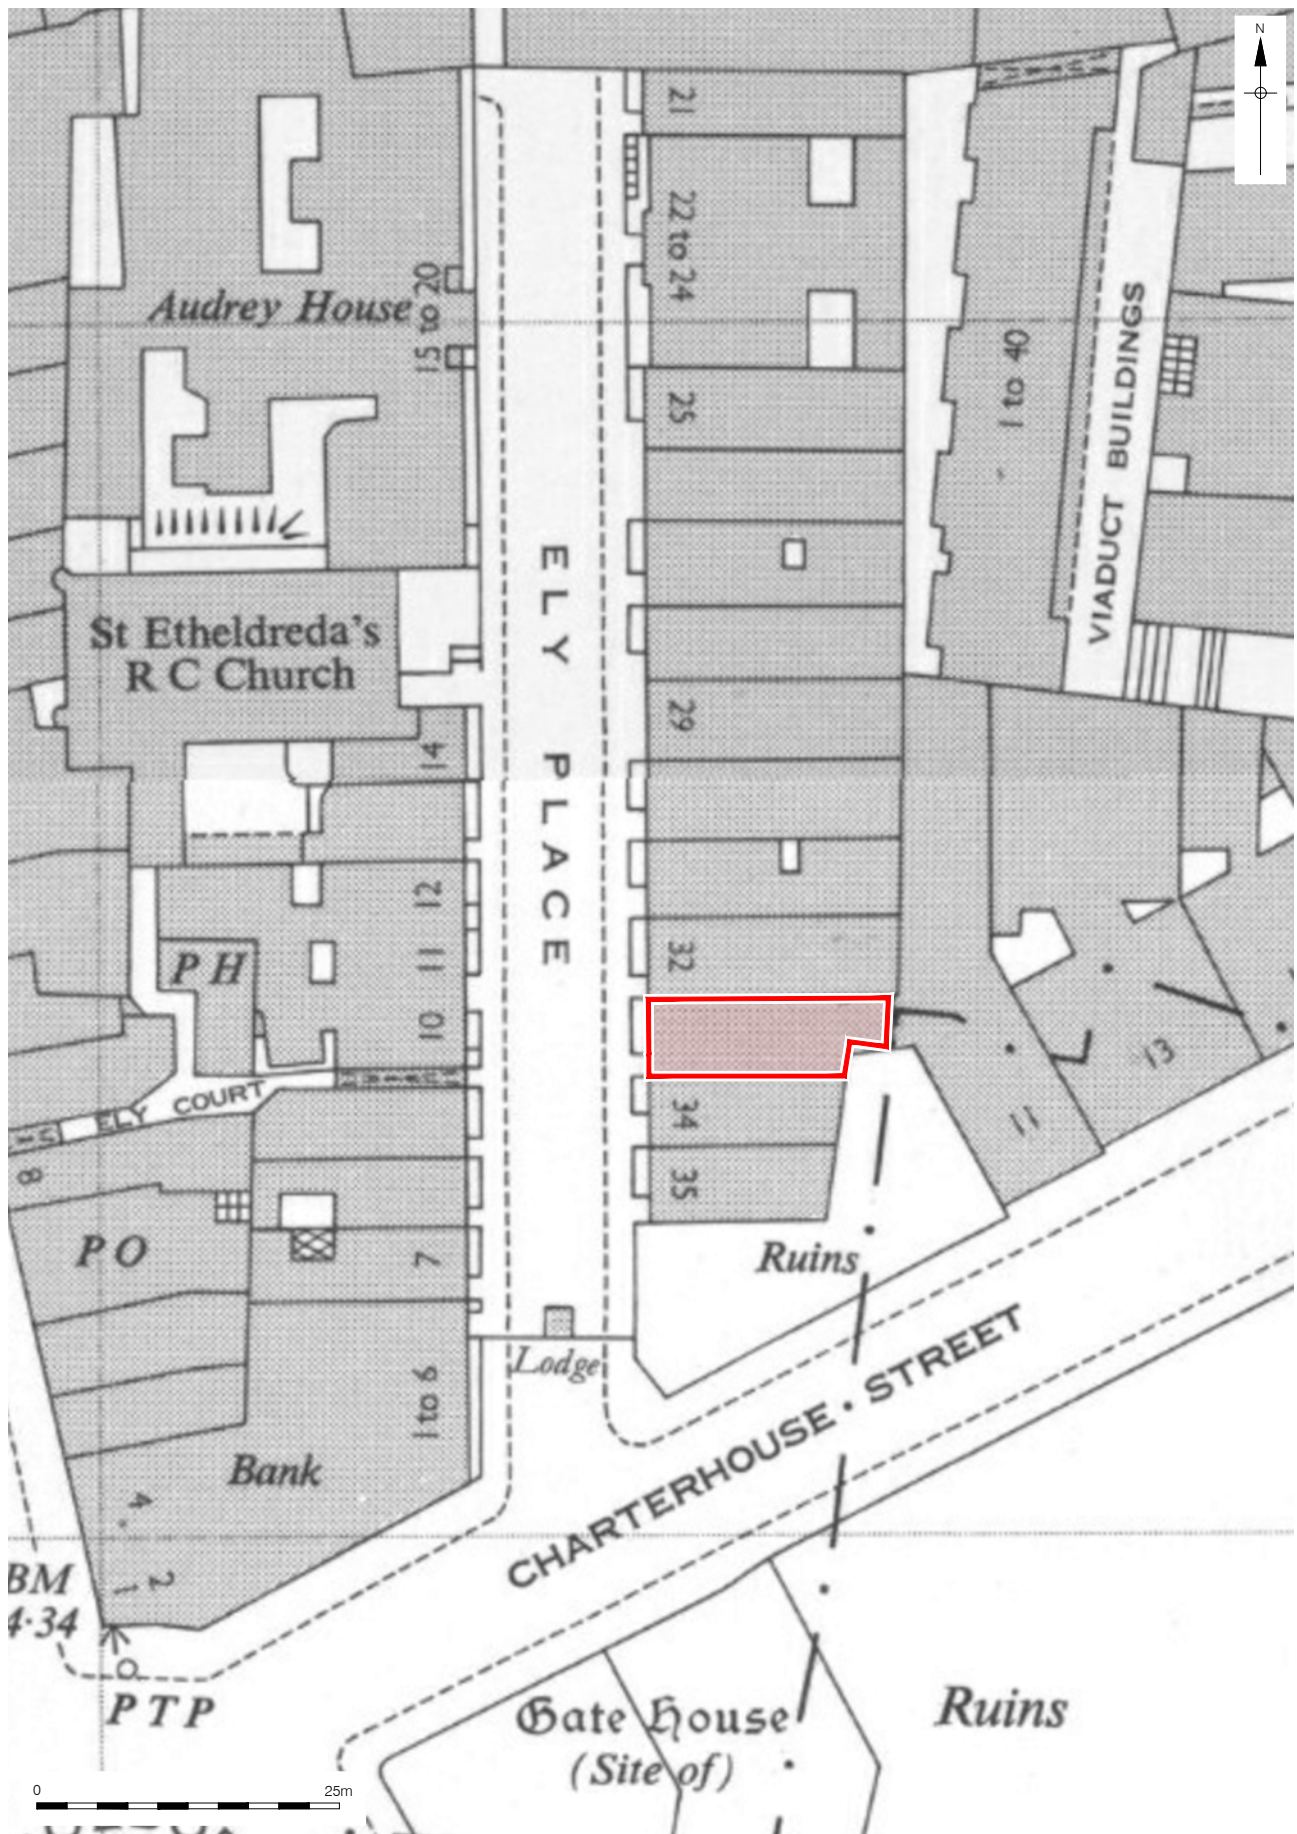 N
21
22 to 24
Audrey House
15 to 20
25
1 to 40
VIADUCT BUILDINGS
ELY PLACE
St Etheldreda's
R C Church
14
29
12
11
10
P H
32
13
11
34
35
ELY COURT
8
P O
7
Ruins
Lodge
1 to 6
Bank
CHARTERHOUSE • STREET
4
2
1
BM
4·34
P T P
Gate House
(Site of)
Ruins
0
25m